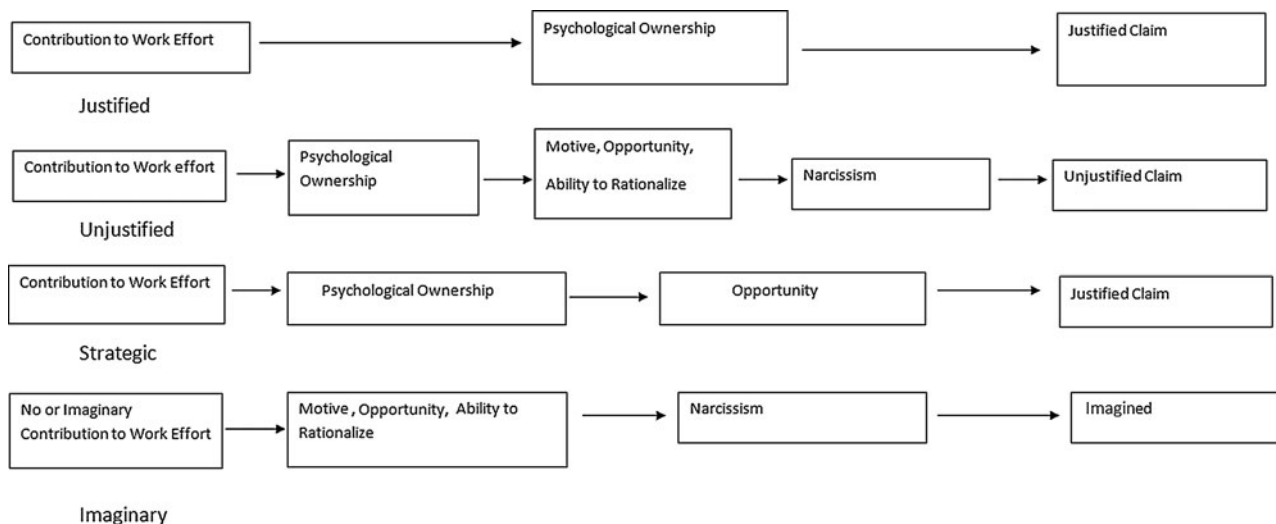 Contribution to Work Effort
Psychological Ownership
Justified Claim
Justified
Contribution to Work effort
Psychological
Ownership
Motive, Opportunity,
Ability to Rationalize
Narcissism
Unjustified Claim
Unjustified
Contribution to Work Effort
Psychological Ownership
Opportunity
Justified Claim
Strategic
No or Imaginary
Contribution to Work Effort
Motive , Opportunity, Ability to
Rationalize
Narcissism
Imagined
Imaginary